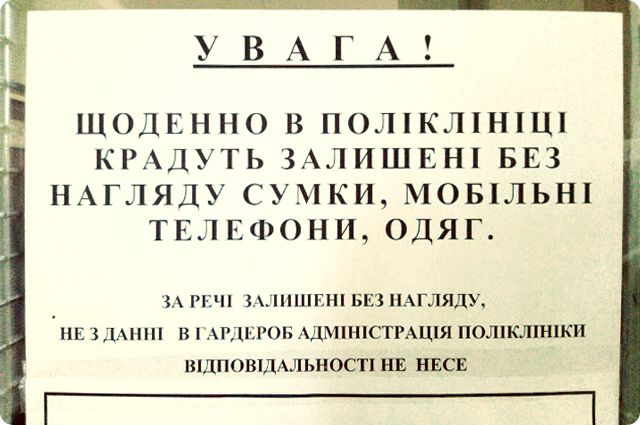 У В А Г А !
ЩОДЕННО В ПОЛІКЛІНІЦІ
КРАДУТЬ ЗАЛИШЕНІ БЕЗ
НАГЛЯДУ СУМКИ, МОБІЛЬНІ
ТЕЛЕФОНИ, ОДЯГ.
ЗА РЕЧІ ЗАЛИШЕНІ БЕЗ НАГЛЯДУ,
НЕ З ДАННІ В ГАРДЕРОБ АДМІНІСТРАЦІЯ ПОЛІКЛІНІКИ
ВІДПОВІДАЛЬНОСТІ НЕ НЕСЕ